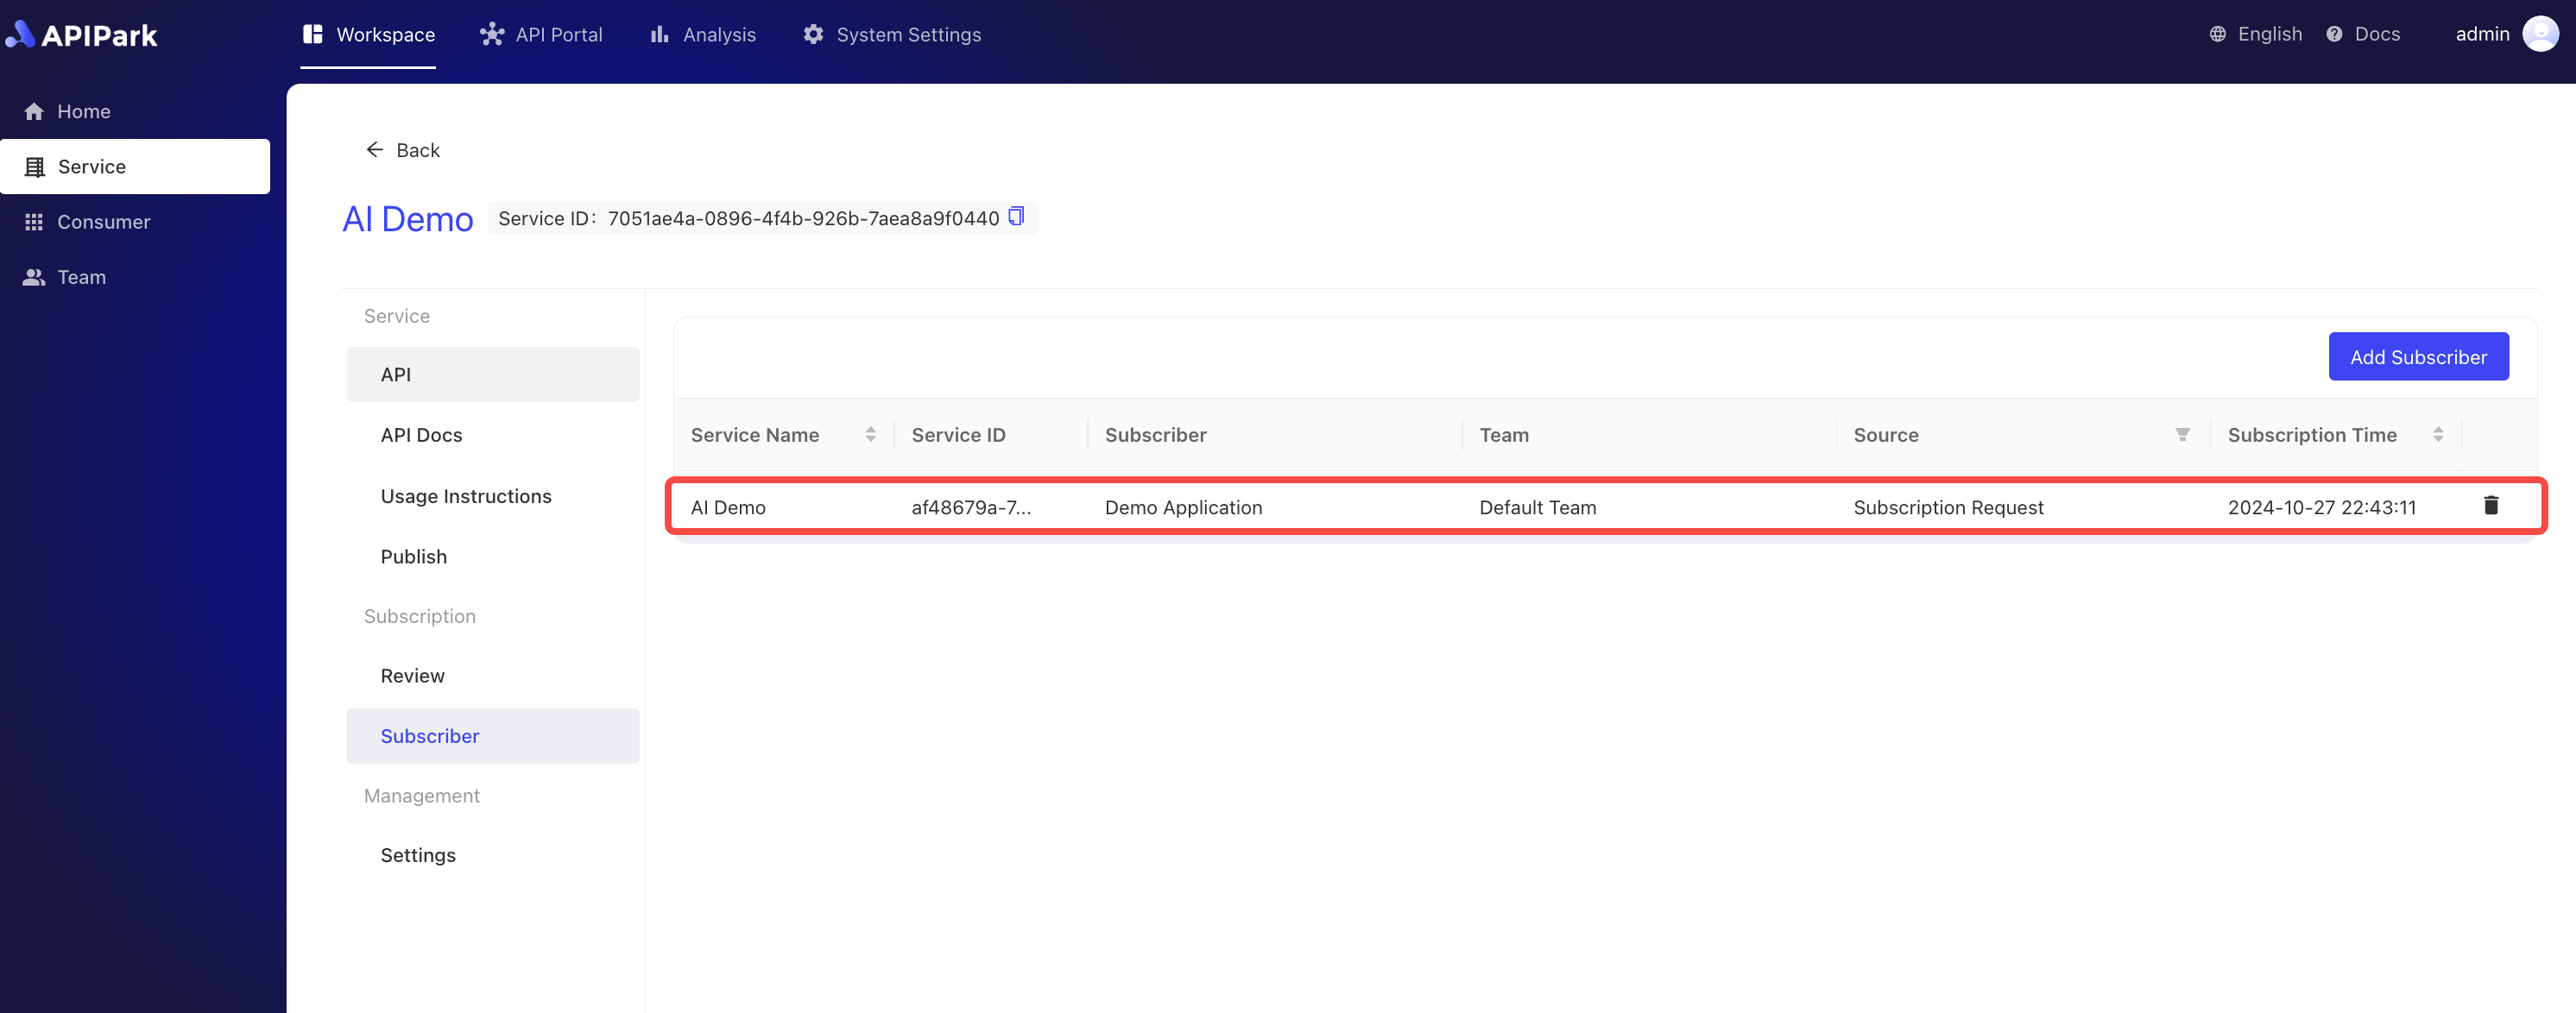 APIPark
Workspace
API Portal
Analysis
System Settings
English
Docs
admin
Home
Service
Consumer
Team
Back
AI Demo
Service ID: 7051ae4a-0896-4f4b-926b-7aea8a9f0440
Service
API
API Docs
Usage Instructions
Publish
Subscription
Review
Subscriber
Management
Settings
Add Subscriber
Service Name Service ID Subscriber Team Source Subscription Time
AI Demo af48679a-7... Demo Application Default Team Subscription Request 2024-10-27 22:43:11